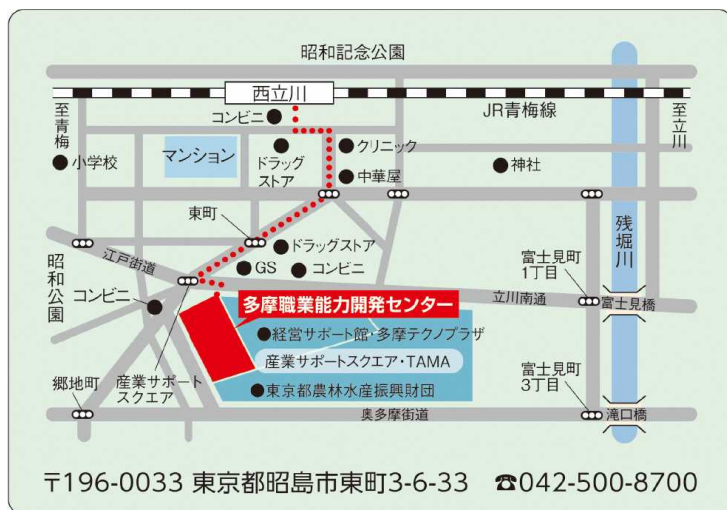 昭和記念公園
西立川
コンビニ
JR青梅線
至青梅
至立川
小学校
マンション
ドラッグ
ストア
クリニック
中華屋
神社
東町
残堀川
江戸街道
ドラッグストア
GS
コンビニ
昭和公園
コンビニ
富士見町
1丁目
立川南通
富士見橋
多摩職業能力開発センター
経営サポート館・多摩テクノプラザ
産業サポートスクエア・TAMA
東京都農林水産振興財団
郷地町
産業サポート
スクエア
富士見町
3丁目
奥多摩街道
滝口橋
〒196-0033 東京都昭島市東町3-6-33 ☎042-500-8700